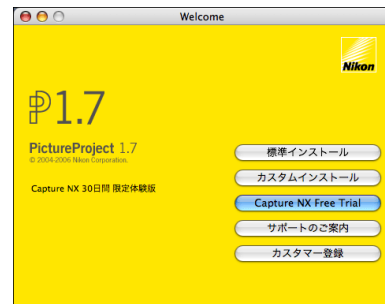 Welcome
Nikon
P1.7
PictureProject 1.7
© 2004-2006 Nikon Corporation.
Capture NX 30日間 限定体験版
標準インストール
カスタムインストール
Capture NX Free Trial
サポートのご案内
カスタマー登録